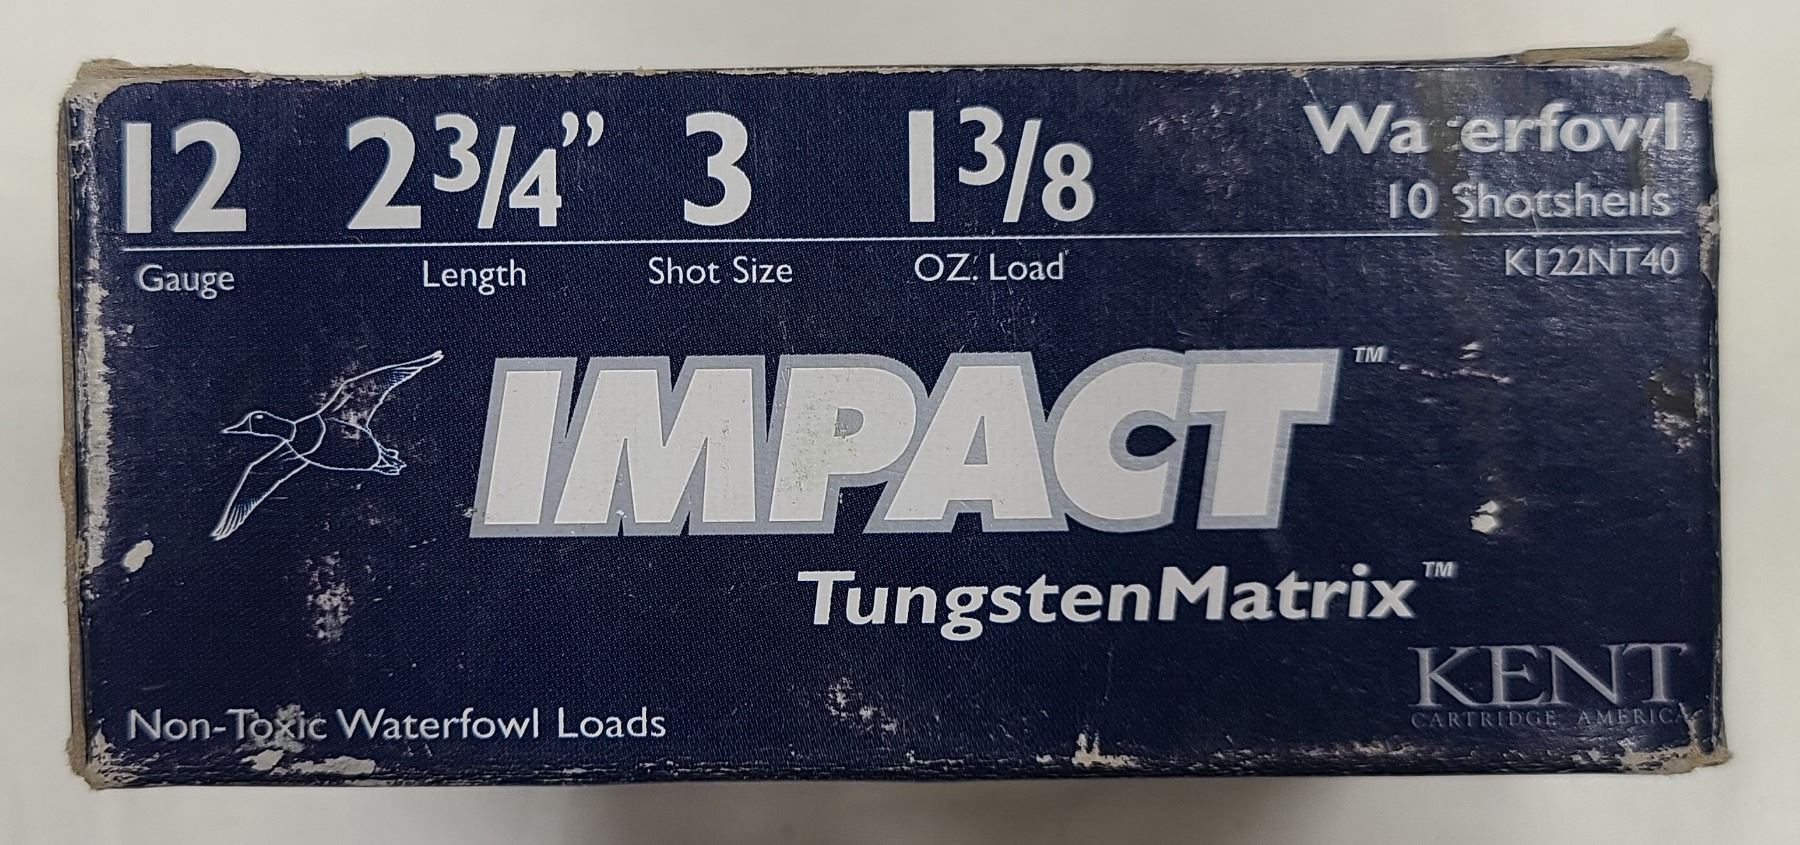 12 2 3/4” 3 1 3/8 Waterfowl
10 Shotshells
Gauge Length Shot Size OZ. Load K122NT40
IMPACT™
TungstenMatrix™
KENT
CARTRIDGE AMERICA
Non-Toxic Waterfowl Loads